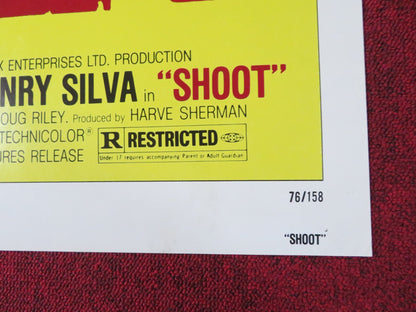 X ENTERPRISES LTD. PRODUCTION
NRY SILVA in "SHOOT"
OUG RILEY. Produced by HARVE SHERMAN
TECHNICOLOR®
R RESTRICTED
Under 17 requires accompanying Parent or Adult Guardian
URES RELEASE
76/158
"SHOOT"